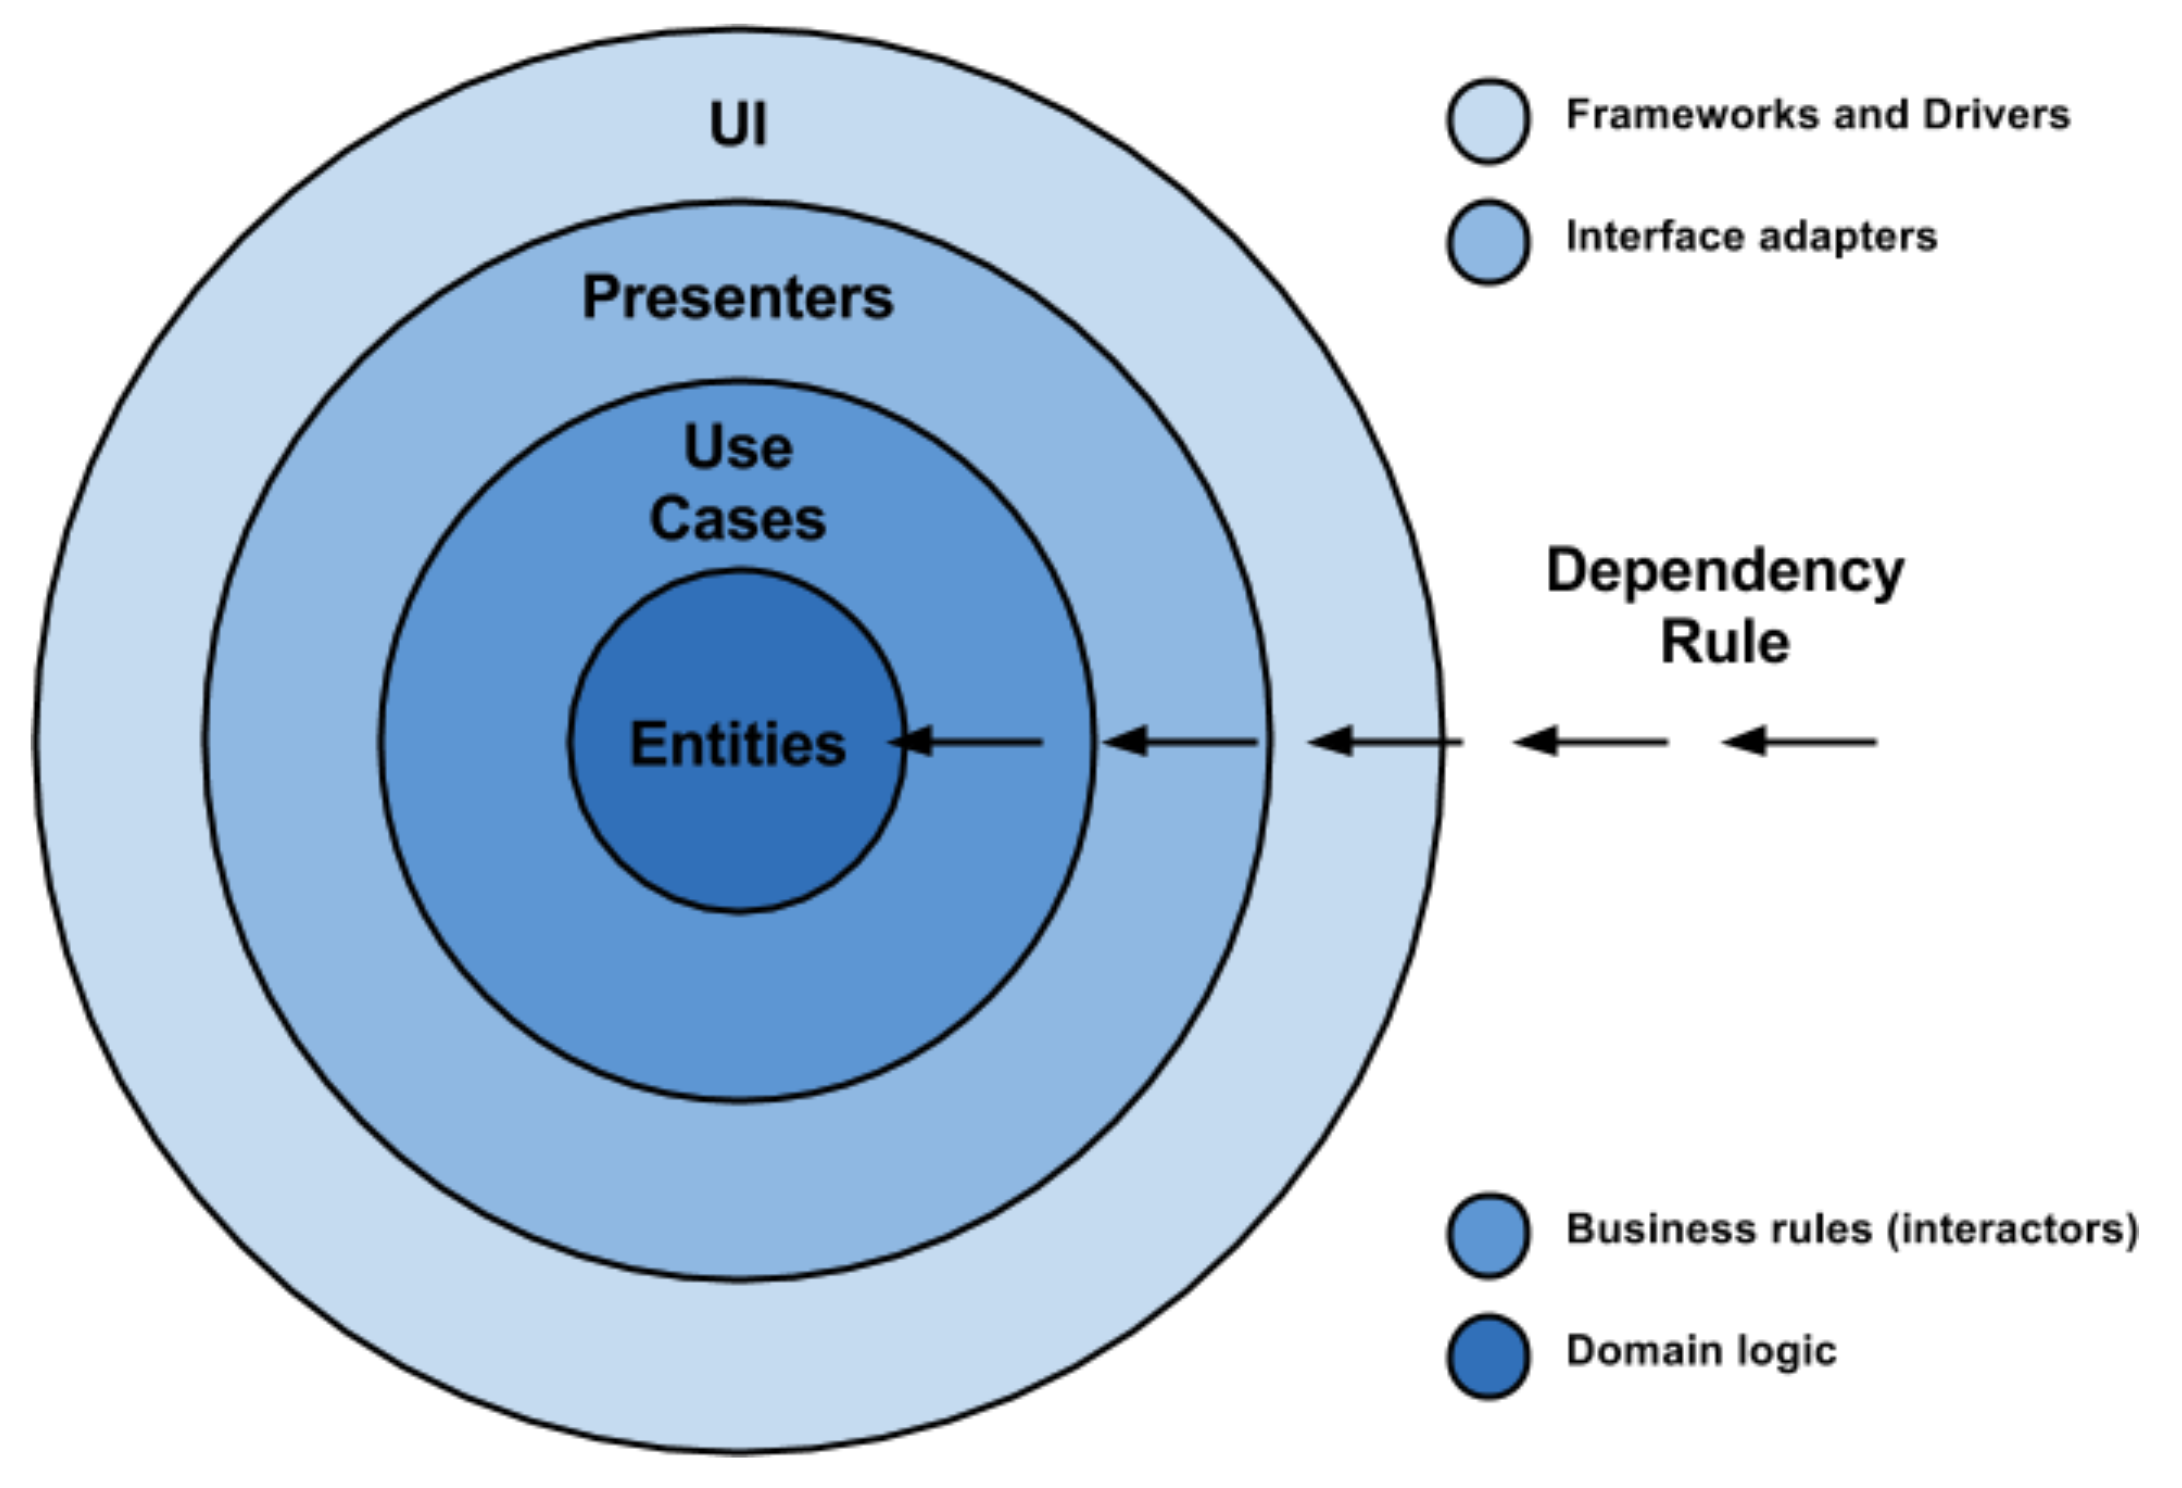 UI
Presenters
Use
Cases
Entities
Frameworks and Drivers
Interface adapters
Dependency
Rule
Business rules (interactors)
Domain logic